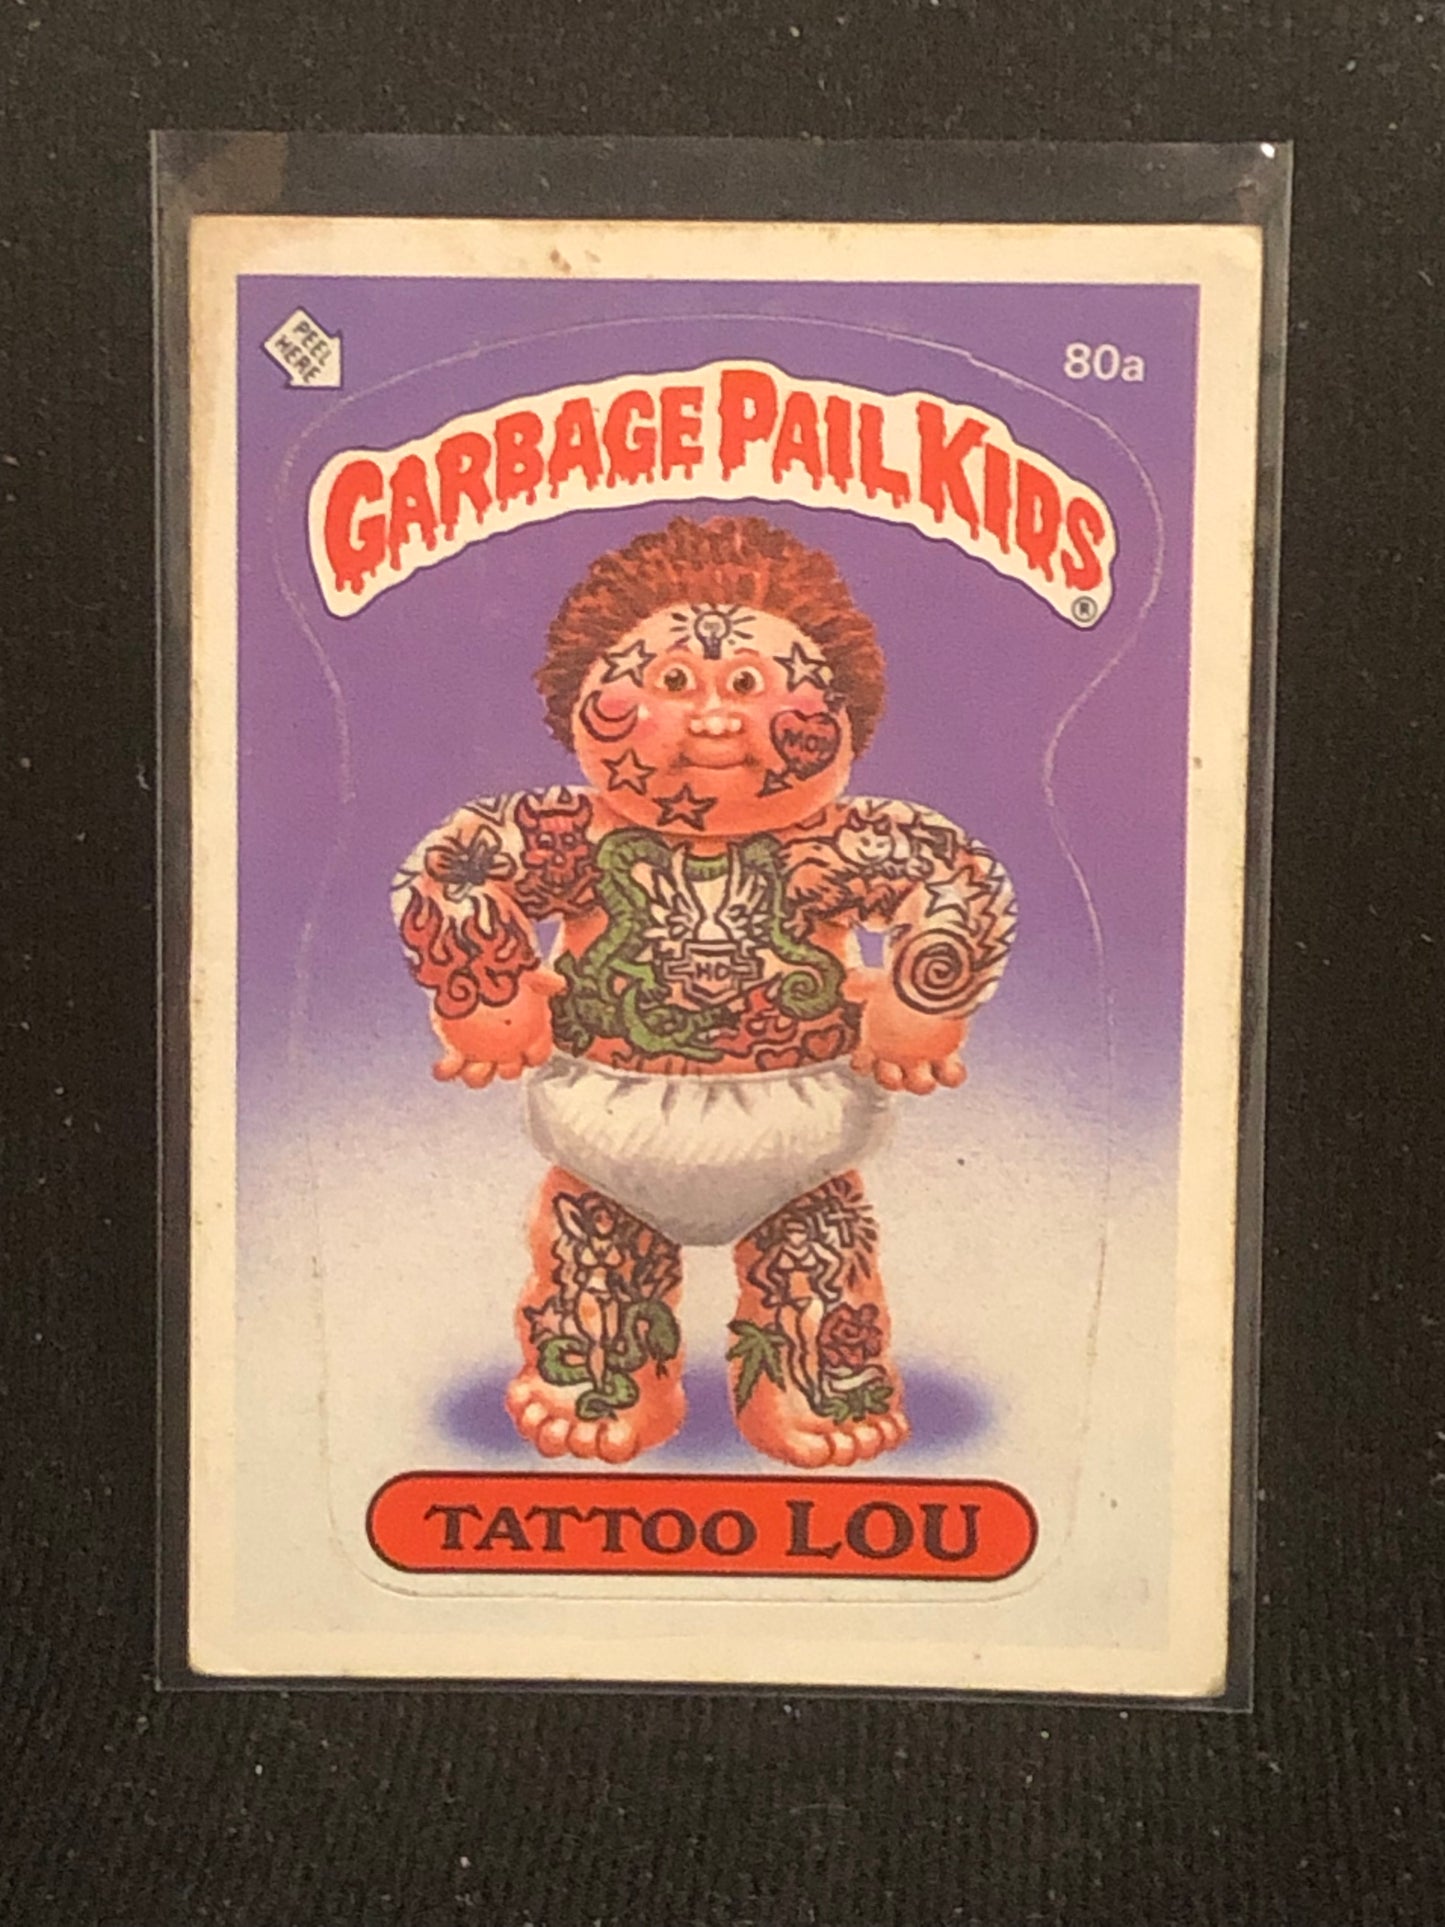 PEEL
HERE
80a
GARBAGE PAIL KIDS
®
MOM
HD
TATTOO LOU